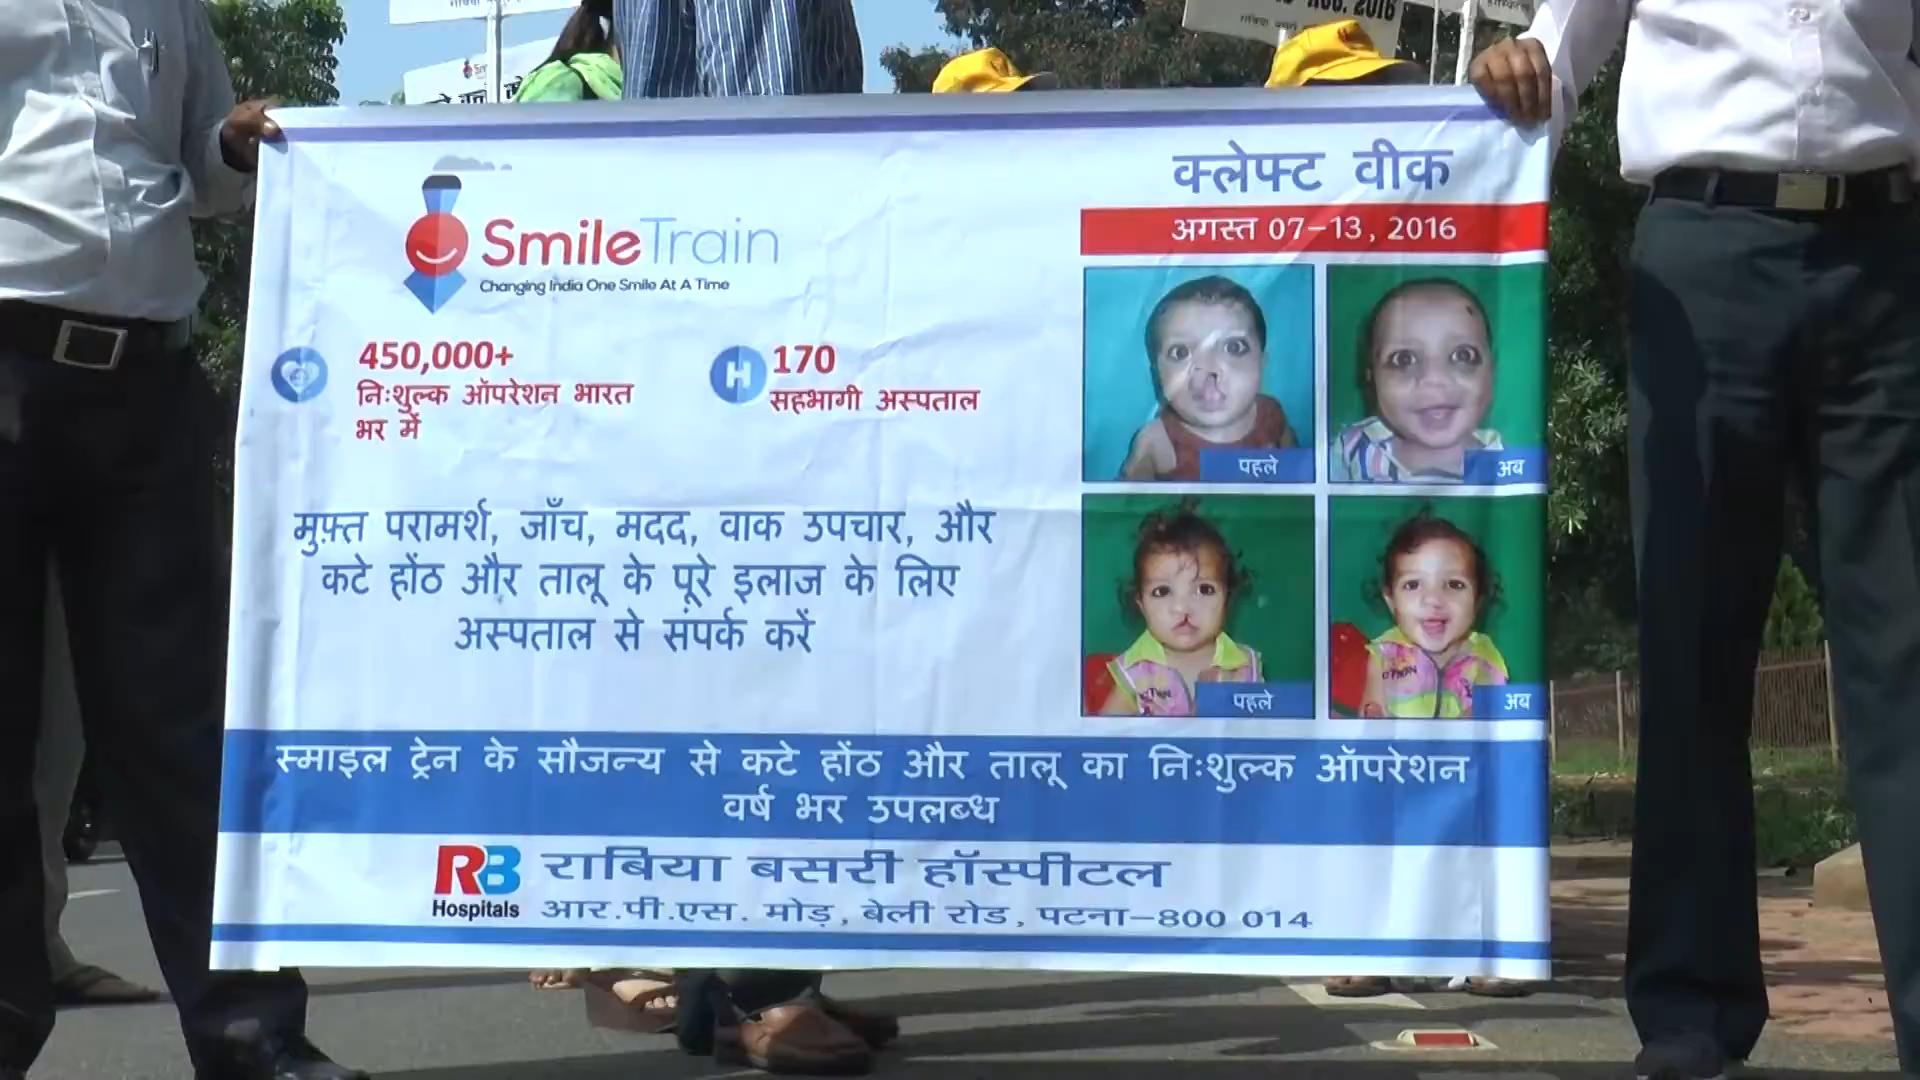 SmileTrain
Changing India One Smile At A Time
450,000+
निःशुल्क ऑपरेशन भारत
भर में
170
सहभागी अस्पताल
क्लेफ्ट वीक
अगस्त 07–13, 2016
पहले
अब
पहले
अब
मुफ़्त परामर्श, जाँच, मदद, वाक उपचार, और
कटे होंठ और तालू के पूरे इलाज के लिए
अस्पताल से संपर्क करें
स्माइल ट्रेन के सौजन्य से कटे होंठ और तालू का निःशुल्क ऑपरेशन
वर्ष भर उपलब्ध
RB
Hospitals
राबिया बसरी हॉस्पीटल
आर.पी.एस. मोड़, बेली रोड, पटना–800 014
2016